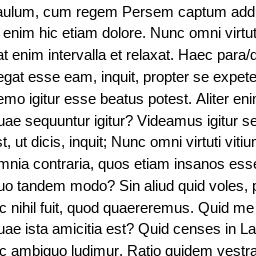 aulum, cum regem Persem captum add
enim hic etiam dolore. Nunc omni virtut
at enim intervalla et relaxat. Haec para/d
egat esse eam, inquit, propter se expete
emo igitur esse beatus potest. Aliter eni
uae sequuntur igitur? Videamus igitur se
st, ut dicis, inquit; Nunc omni virtuti vitiur
mnia contraria, quos etiam insanos esse
uo tandem modo? Sin aliud quid voles, p
c nihil fuit, quod quaereremus. Quid me
uae ista amicitia est? Quid censes in La
c ambiguo ludimur. Ratio quidem vestra